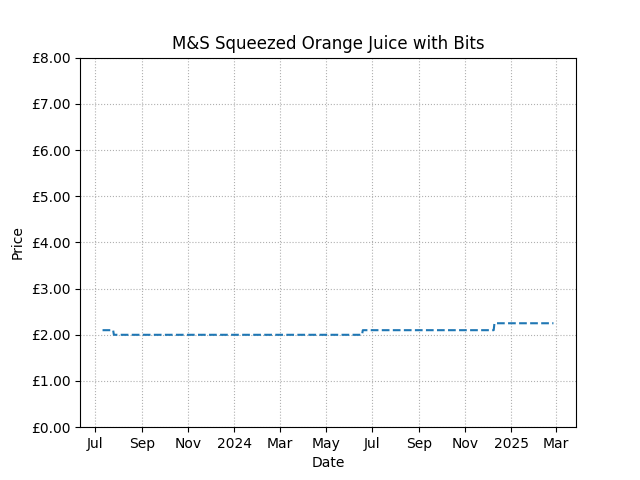 M&S Squeezed Orange Juice with Bits
£8.00
£7.00
£6.00
£5.00
£4.00
£3.00
£2.00
£1.00
£0.00
Price
Jul Sep Nov 2024 Mar May Jul Sep Nov 2025 Mar
Date